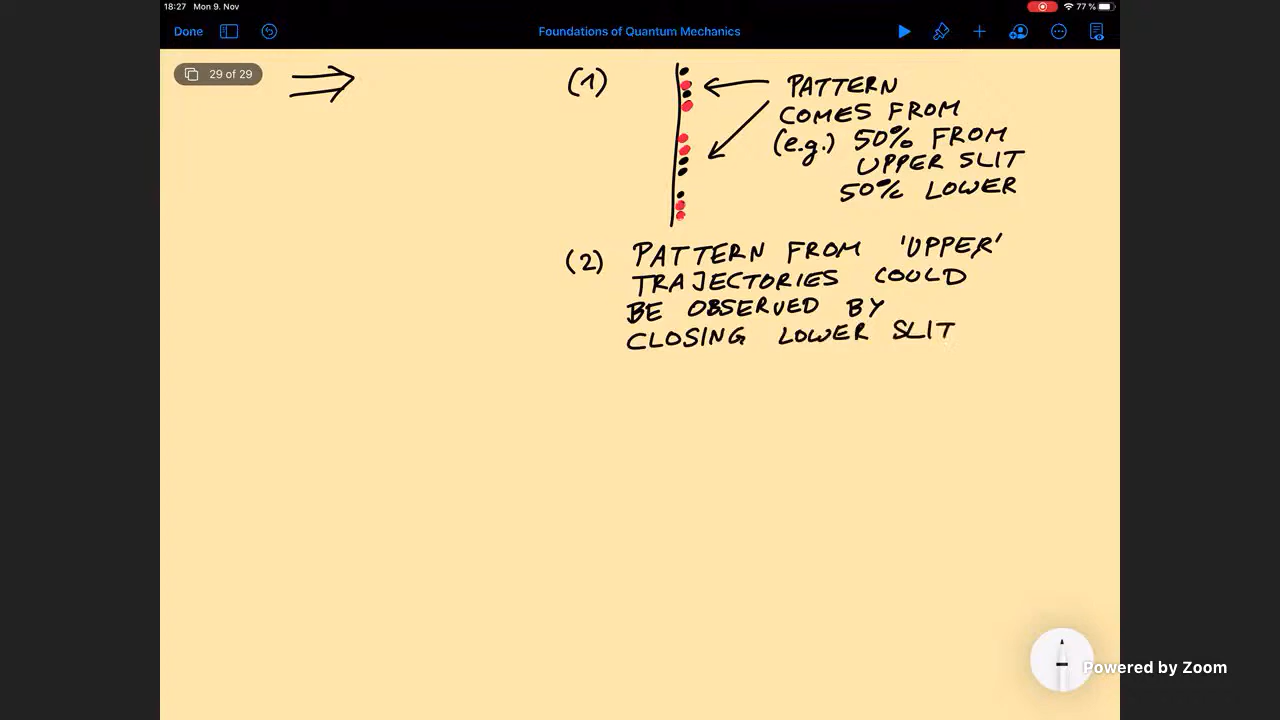 18:27 Mon 9. Nov
77 %
Done
Foundations of Quantum Mechanics
29 of 29
(1)
PATTERN
COMES FROM
(e.g.) 50% FROM
UPPER SLIT
50% LOWER
(2) PATTERN FROM 'UPPER'
TRAJECTORIES COULD
BE OBSERVED BY
CLOSING LOWER SLIT
Powered by Zoom